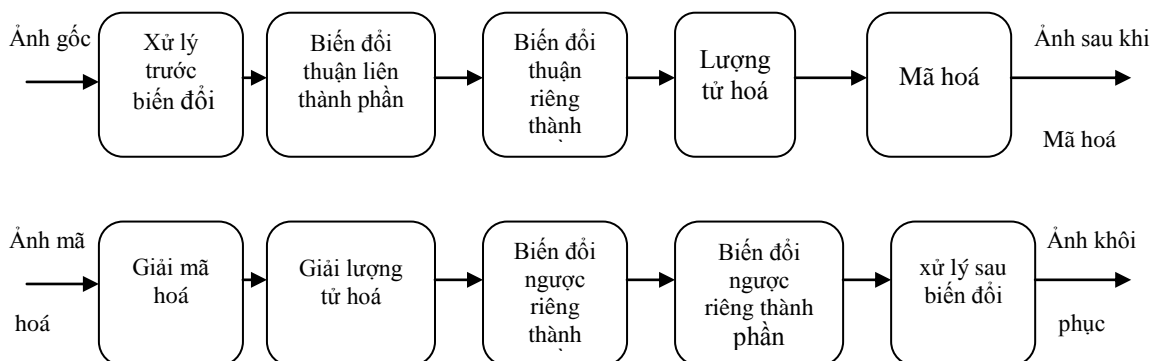 Ảnh gốc
Xử lý
trước
biến đổi
Biến đổi
thuận liên
thành phần
Biến đổi
thuận
riêng
thành
Lượng
tử hoá
Mã hoá
Ảnh sau khi
Mã hoá
Ảnh mã
hoá
Giải mã
hoá
Giải lượng
tử hoá
Biến đổi
ngược
riêng
thành
Biến đổi
ngược
riêng thành
phần
xử lý sau
biến đổi
Ảnh khôi
phục